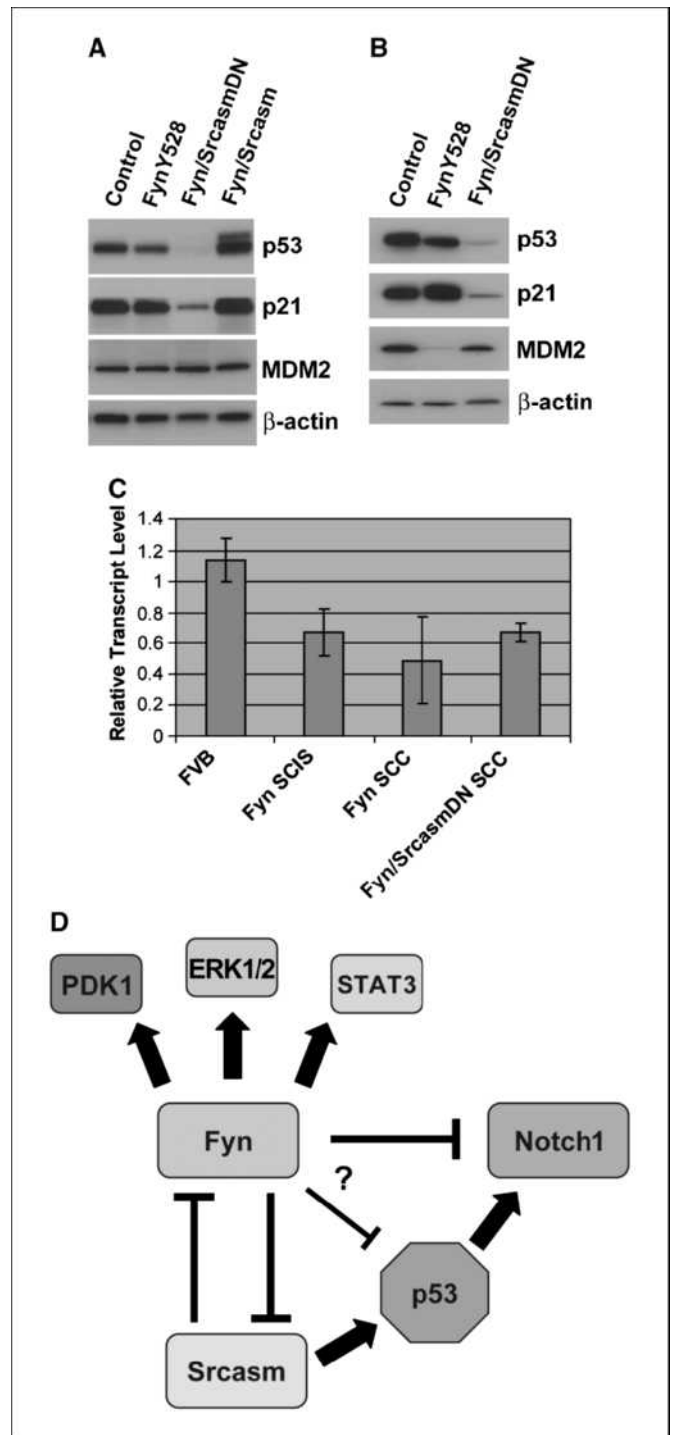 A
Control
FynY528
Fyn/SrcasmDN
Fyn/Srcasm
p53
p21
MDM2
β-actin
B
Control
FynY528
Fyn/SrcasmDN
p53
p21
MDM2
β-actin
C
Relative Transcript Level
1.4
1.2
1
0.8
0.6
0.4
0.2
0
FVB
Fyn SCIS
Fyn SCC
Fyn/SrcasmDN SCC
D
PDK1
ERK1/2
STAT3
Fyn
Notch1
?
p53
Srcasm